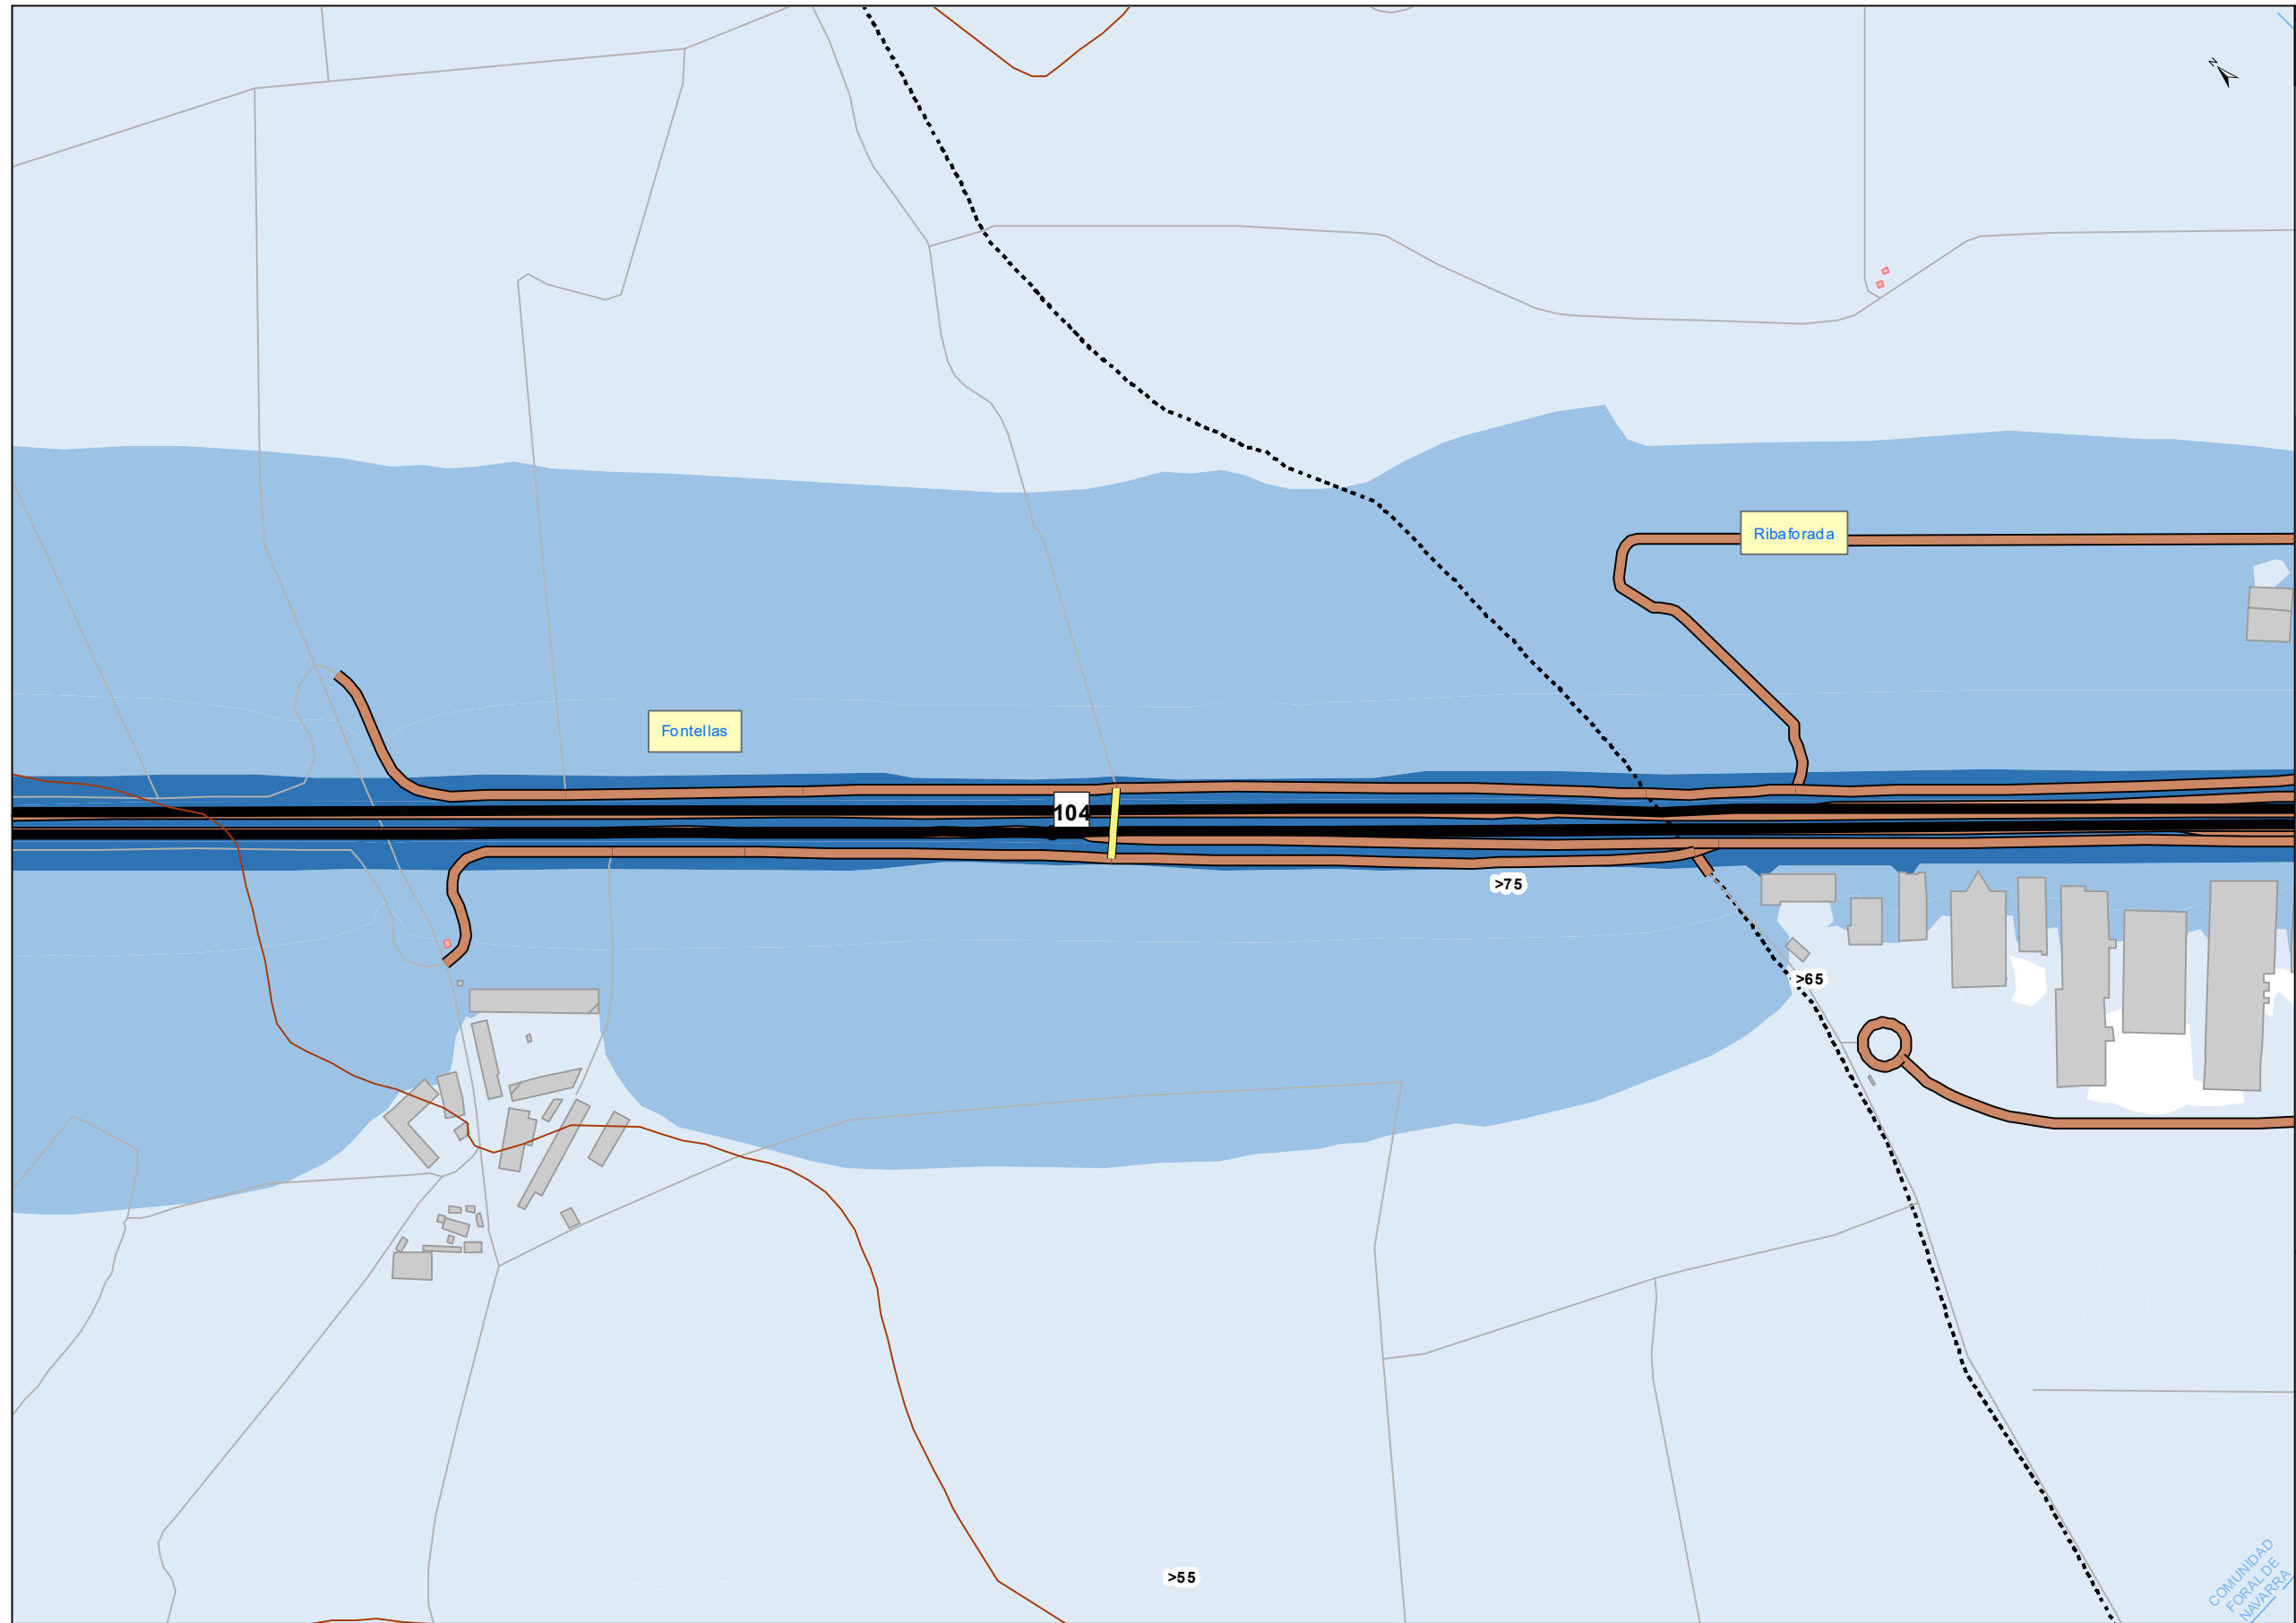 N
Ribaforada
Fontellas
104
>75
>65
>55
COMUNIDAD
FORAL DE
NAVARRA